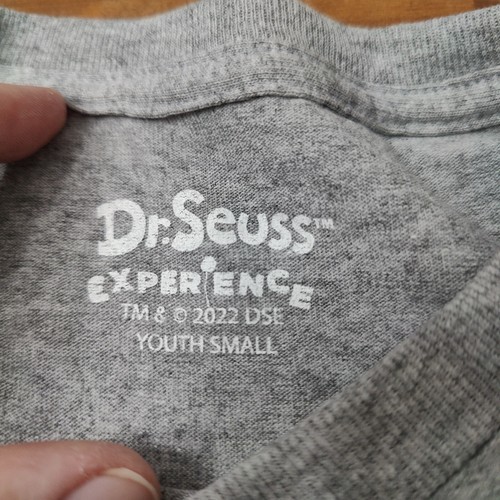 Dr. Seuss™
EXPERIENCE
TM & © 2022 DSE
YOUTH SMALL